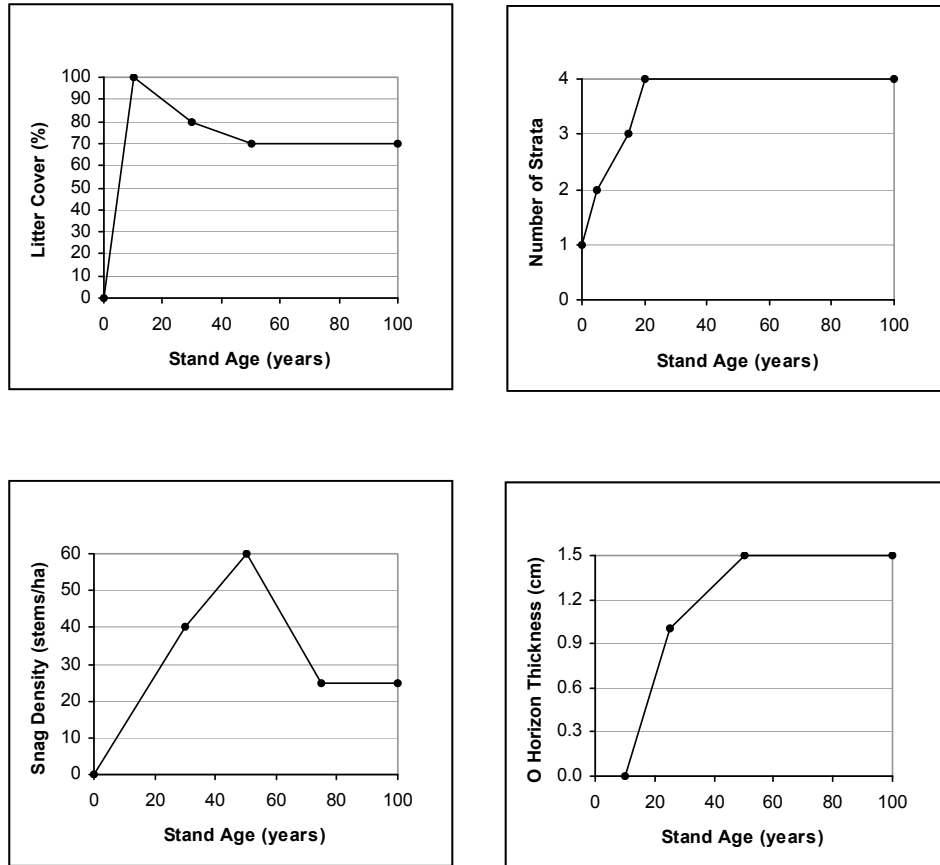 Litter Cover (%)
100
90
80
70
60
50
40
30
20
10
0
0 20 40 60 80 100
Stand Age (years)
Number of Strata
4
3
2
1
0
0 20 40 60 80 100
Stand Age (years)
Snag Density (stems/ha)
60
50
40
30
20
10
0
0 20 40 60 80 100
Stand Age (years)
O Horizon Thickness (cm)
1.5
1.2
0.9
0.6
0.3
0.0
0 20 40 60 80 100
Stand Age (years)